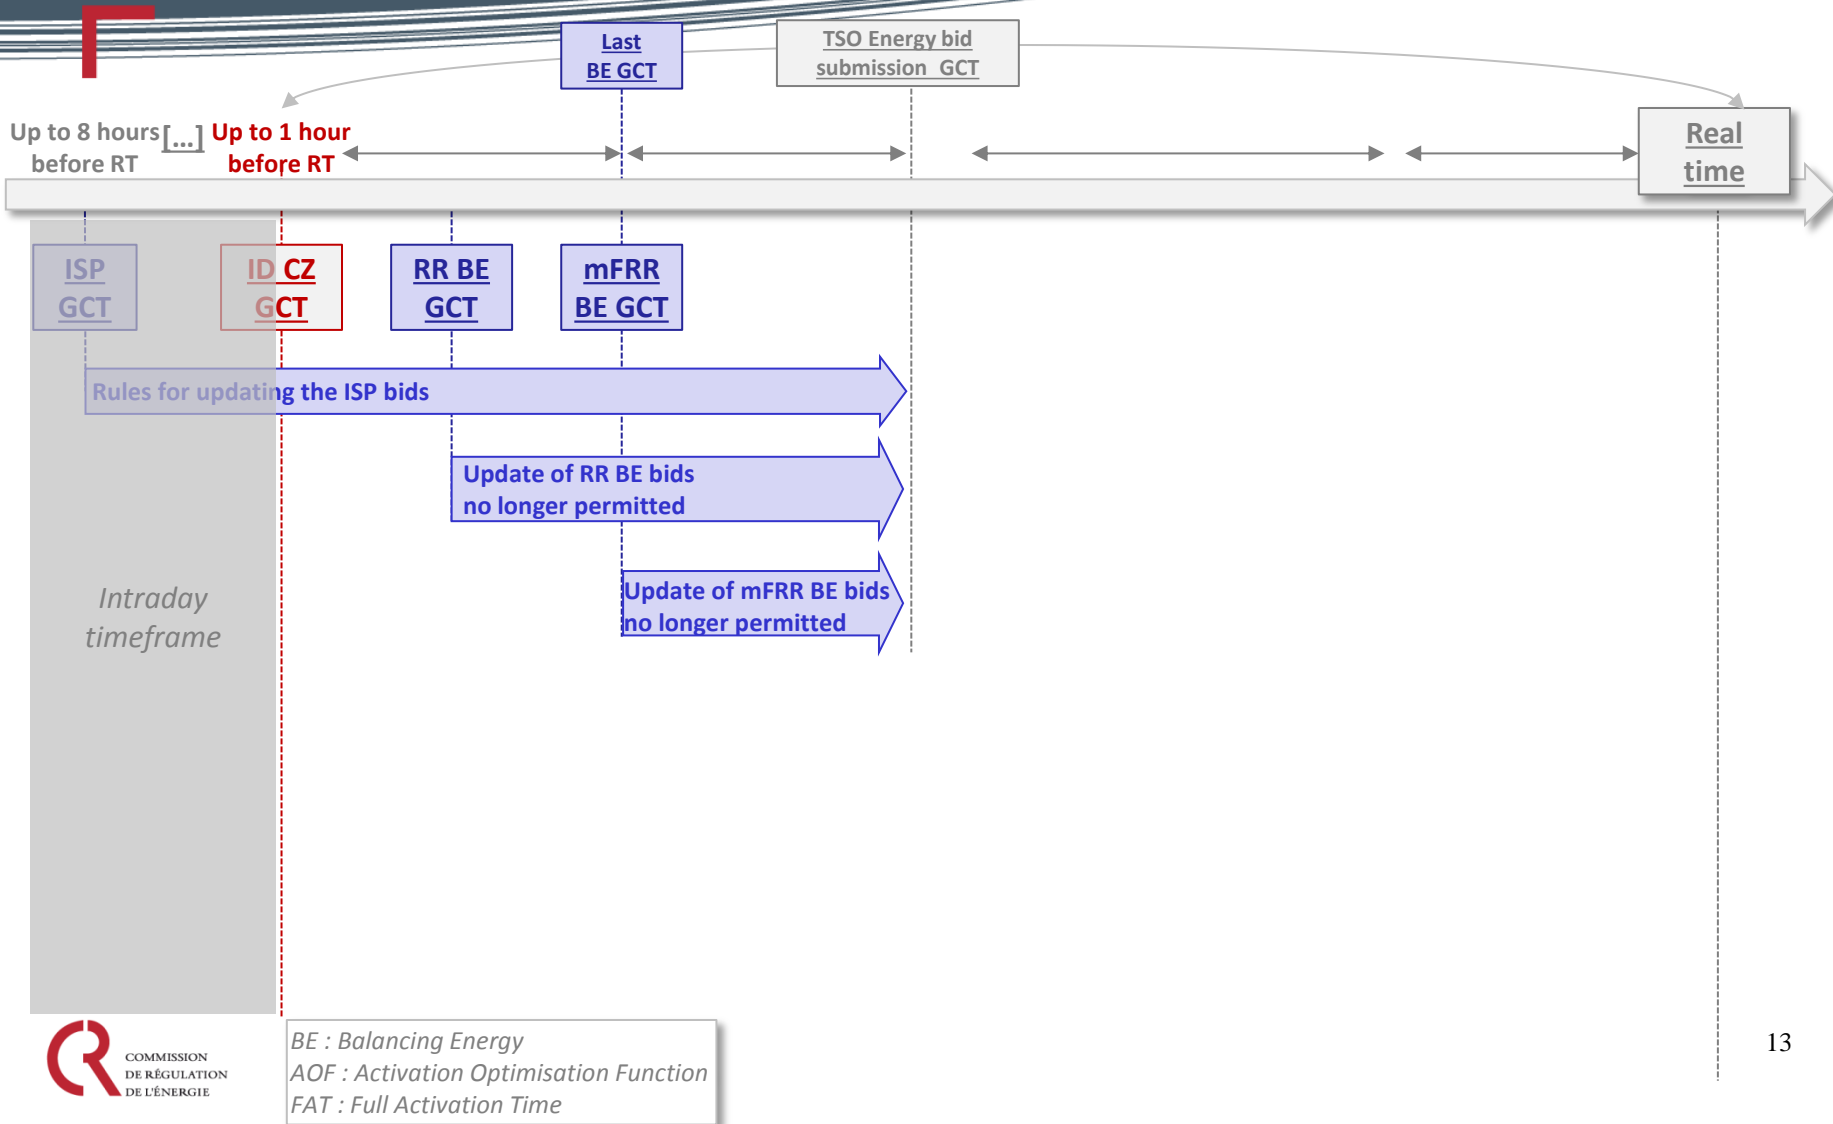 Last
BE GCT
TSO Energy bid
submission GCT
Up to 8 hours
before RT
[...]
Up to 1 hour
before RT
Real
time
ISP
GCT
ID CZ
GCT
RR BE
GCT
mFRR
BE GCT
Rules for updating the ISP bids
Update of RR BE bids
no longer permitted
Update of mFRR BE bids
no longer permitted
Intraday
timeframe
COMMISSION
DE RÉGULATION
DE L'ÉNERGIE
BE : Balancing Energy
AOF : Activation Optimisation Function
FAT : Full Activation Time
13